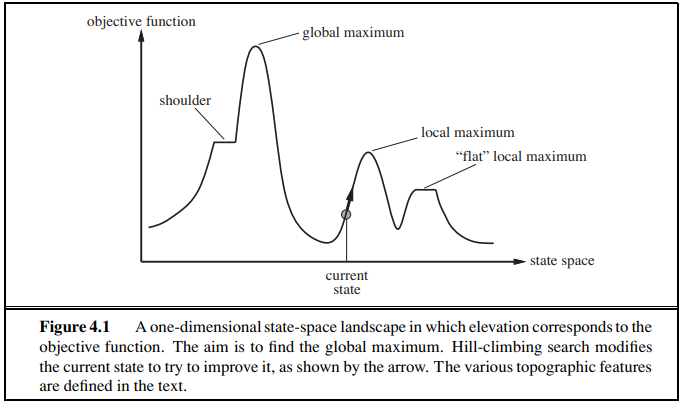 objective function
global maximum
shoulder
local maximum
“flat” local maximum
state space
current
state
Figure 4.1 A one-dimensional state-space landscape in which elevation corresponds to the
objective function. The aim is to find the global maximum. Hill-climbing search modifies
the current state to try to improve it, as shown by the arrow. The various topographic features
are defined in the text.